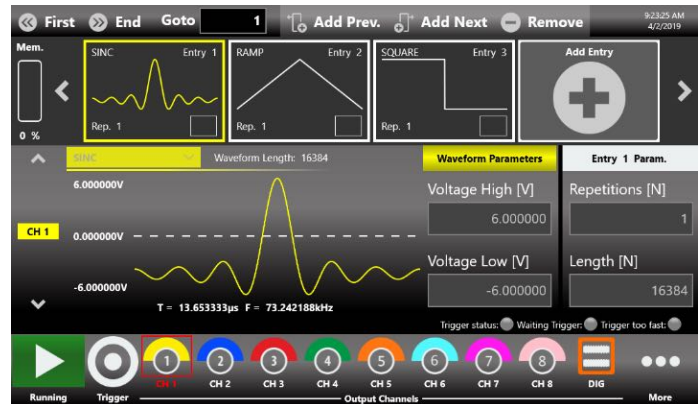 First End Goto 1 Add Prev. Add Next Remove 9:23:25 AM
4/2/2019
Mem.
0 %
SINC Entry 1
Rep. 1
RAMP Entry 2
Rep. 1
SQUARE Entry 3
Rep. 1
Add Entry
SINC Waveform Length: 16384
6.000000V
CH 1 0.000000V
-6.000000V
T = 13.653333µs F = 73.242188kHz
Waveform Parameters
Voltage High [V]
6.000000
Voltage Low [V]
-6.000000
Entry 1 Param.
Repetitions [N]
1
Length [N]
16384
Trigger status: Waiting Trigger: Trigger too fast:
1 2 3 4 5 6 7 8
CH 1 CH 2 CH 3 CH 4 CH 5 CH 6 CH 7 CH 8 DIG
Running Trigger Output Channels More